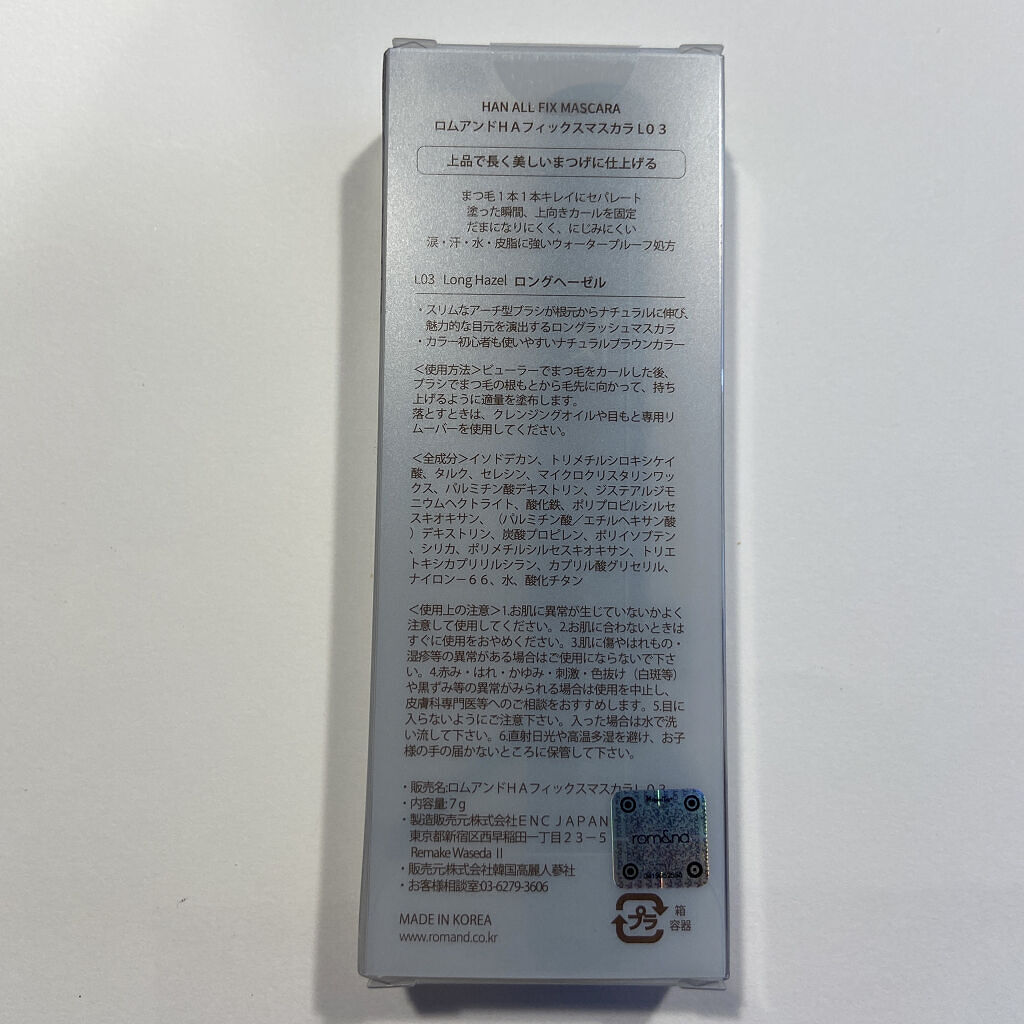 HAN ALL FIX MASCARA
ロムアンドＨＡフィックスマスカラＬ０３
上品で長く美しいまつげに仕上げる
まつ毛１本１本キレイにセパレート
塗った瞬間、上向きカールを固定
だまになりにくく、にじみにくい
涙・汗・水・皮脂に強いウォータープルーフ処方
L03 Long Hazel ロングヘーゼル
・スリムなアーチ型ブラシが根元からナチュラルに伸び、
魅力的な目元を演出するロングラッシュマスカラ
・カラー初心者も使いやすいナチュラルブラウンカラー
＜使用方法＞ビューラーでまつ毛をカールした後、
ブラシでまつ毛の根もとから毛先に向かって、持ち
上げるように適量を塗布します。
落とすときは、クレンジングオイルや目もと専用リ
ムーバーを使用してください。
＜全成分＞イソドデカン、トリメチルシロキシケイ
酸、タルク、セレシン、マイクロクリスタリンワッ
クス、パルミチン酸デキストリン、ジステアルジモ
ニウムヘクトライト、酸化鉄、ポリプロピルシルセ
スキオキサン、（パルミチン酸／エチルヘキサン酸
）デキストリン、炭酸プロピレン、ポリイソブテン
、シリカ、ポリメチルシルセスキオキサン、トリエ
トキシカプリリルシラン、カプリル酸グリセリル、
ナイロン－６６、水、酸化チタン
＜使用上の注意＞1.お肌に異常が生じていないかよく
注意して使用してください。2.お肌に合わないときは
すぐに使用をおやめください。3.肌に傷やはれもの・
湿疹等の異常がある場合はご使用にならないで下さ
い。4.赤み・はれ・かゆみ・刺激・色抜け（白斑等）
や黒ずみ等の異常がみられる場合は使用を中止し、
皮膚科専門医等へのご相談をおすすめします。5.目に
入らないようにご注意下さい。入った場合は水で洗
い流して下さい。6.直射日光や高温多湿を避け、お子
様の手の届かないところに保管して下さい。
・販売名:ロムアンドＨＡフィックスマスカラＬ０３
・内容量:７ｇ
・製造販売元:株式会社ＥＮＣ ＪＡＰＡＮ
東京都新宿区西早稲田一丁目２３－５
Remake Waseda Ⅱ
・販売元:株式会社韓国高麗人蔘社
・お客様相談室:03-6279-3606
rom&nd
プラ
箱
容器
MADE IN KOREA
www.romand.co.kr